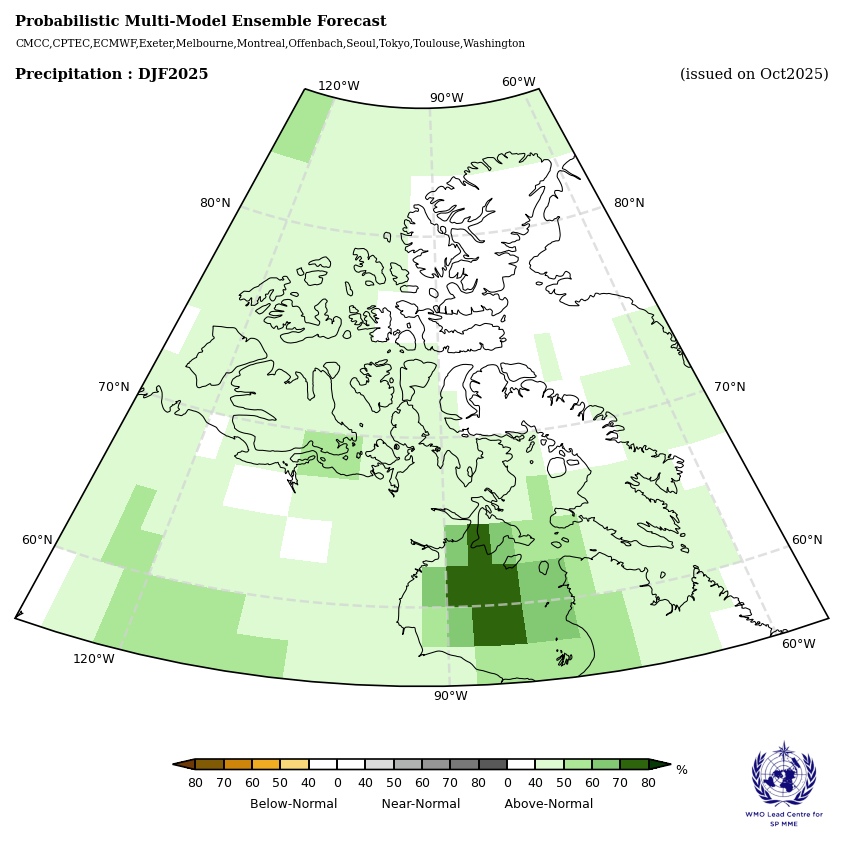 Probabilistic Multi-Model Ensemble Forecast
CMCC,CPTEC,ECMWF,Exeter,Melbourne,Montreal,Offenbach,Seoul,Tokyo,Toulouse,Washington
Precipitation : DJF2025 (issued on Oct2025)
120°W 90°W 60°W
80°N 80°N
70°N 70°N
60°N 60°N
120°W 90°W 60°W
80 70 60 50 40 0 40 50 60 70 80 0 40 50 60 70 80 %
Below-Normal Near-Normal Above-Normal
WMO Lead Centre for
SP MME